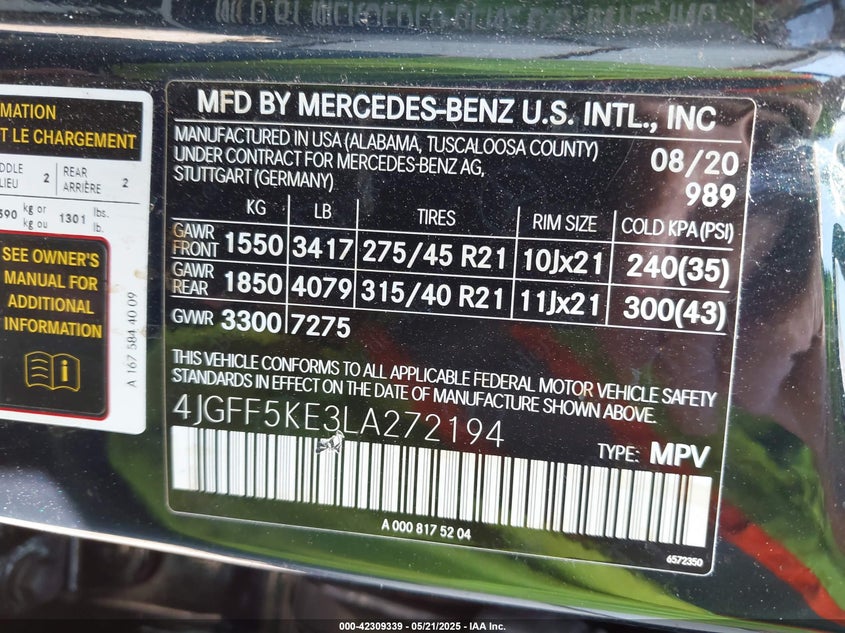 MATION
T LE CHARGEMENT
DDLE
LIEU 2
REAR
ARRIÈRE 2
590 kg or
kg ou 1301 lbs.
lb.
SEE OWNER'S
MANUAL FOR
ADDITIONAL
INFORMATION
A 167 584 40 09
MFD BY MERCEDES-BENZ U.S. INTL., INC
MANUFACTURED IN USA (ALABAMA, TUSCALOOSA COUNTY)
UNDER CONTRACT FOR MERCEDES-BENZ AG,
STUTTGART (GERMANY)
08/20
989
KG LB TIRES RIM SIZE COLD KPA (PSI)
GAWR
FRONT 1550 3417 275/45 R21 10Jx21 240(35)
GAWR
REAR 1850 4079 315/40 R21 11Jx21 300(43)
GVWR 3300 7275
THIS VEHICLE CONFORMS TO ALL APPLICABLE FEDERAL MOTOR VEHICLE SAFETY
STANDARDS IN EFFECT ON THE DATE OF MANUFACTURE SHOWN ABOVE.
4JGFF5KE3LA272194
TYPE: MPV
A 000 817 52 04
6572350
000-42309339 - 05/21/2025 - IAA Inc.